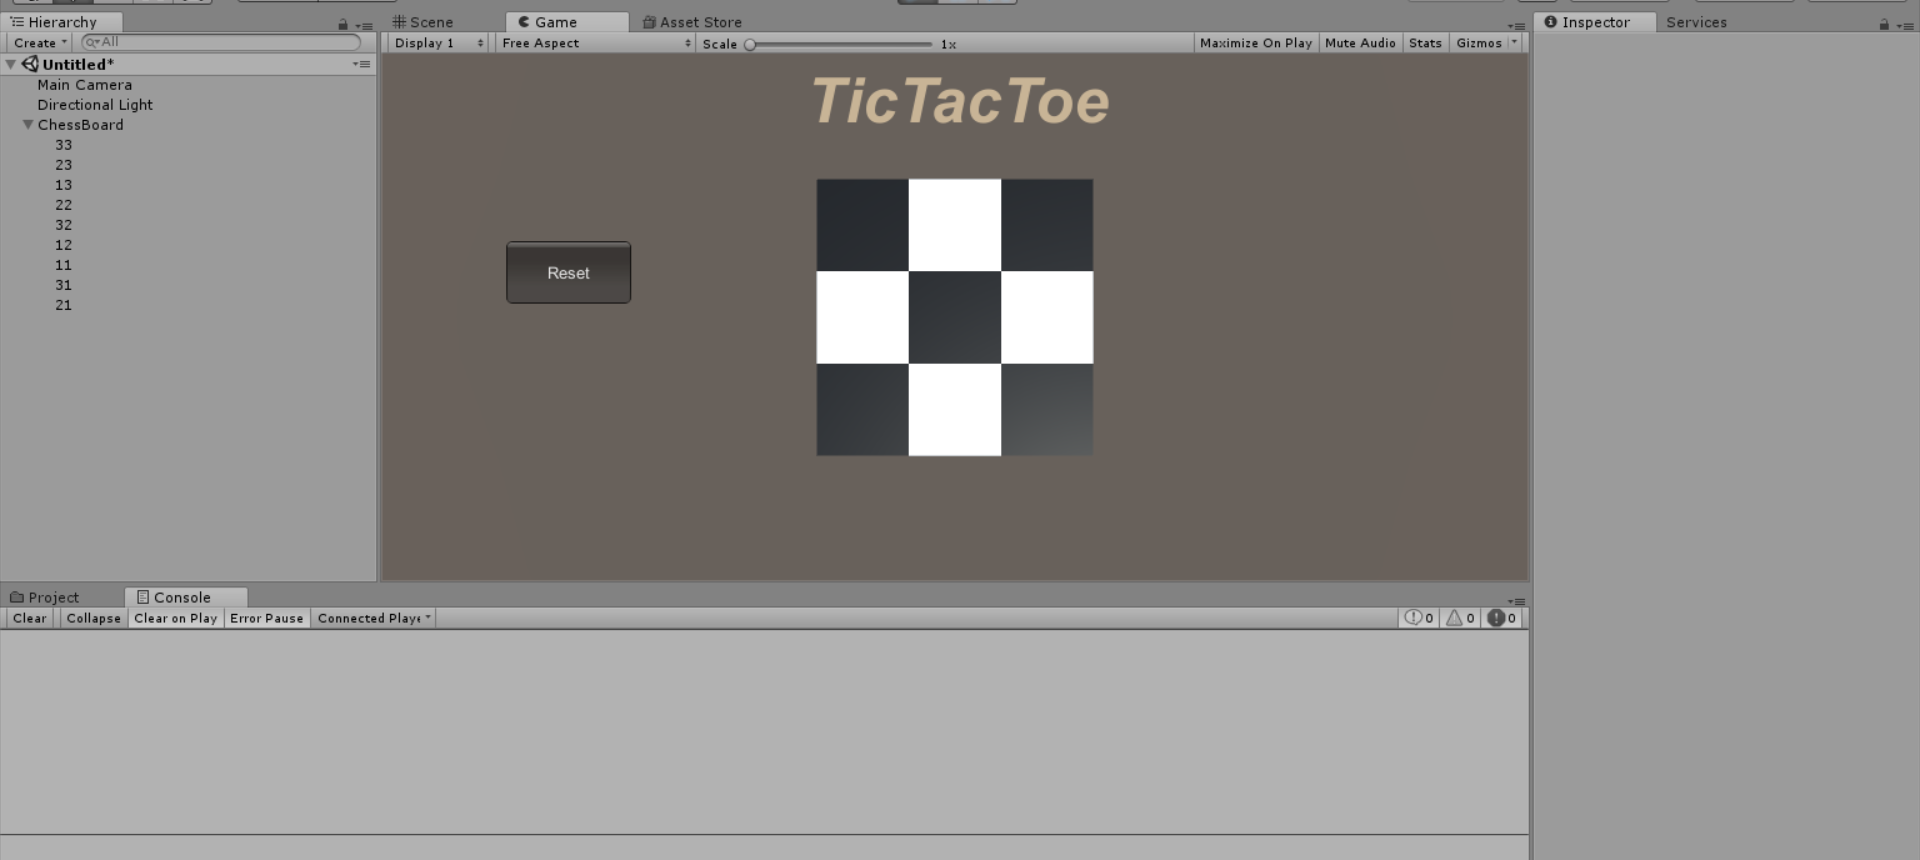 Hierarchy
Create
All
Untitled*
Main Camera
Directional Light
ChessBoard
33
23
13
22
32
12
11
31
21
Scene Game Asset Store
Display 1 Free Aspect Scale 1x Maximize On Play Mute Audio Stats Gizmos
TicTacToe
Reset
Inspector Services
Project Console
Clear Collapse Clear on Play Error Pause Connected Playe 0 0 0